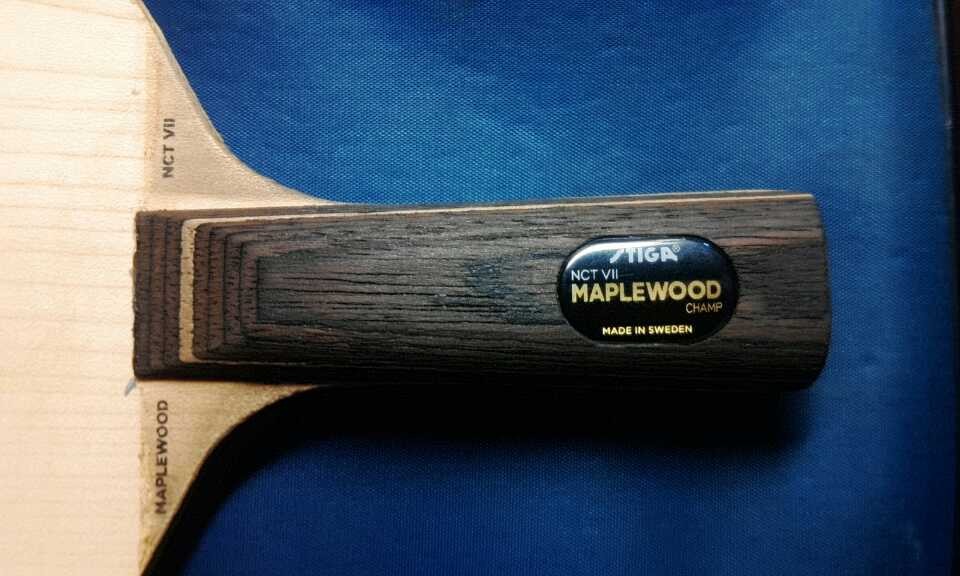 NCT VII
STIGA®
NCT VII
MAPLEWOOD
CHAMP
MADE IN SWEDEN
MAPLEWOOD